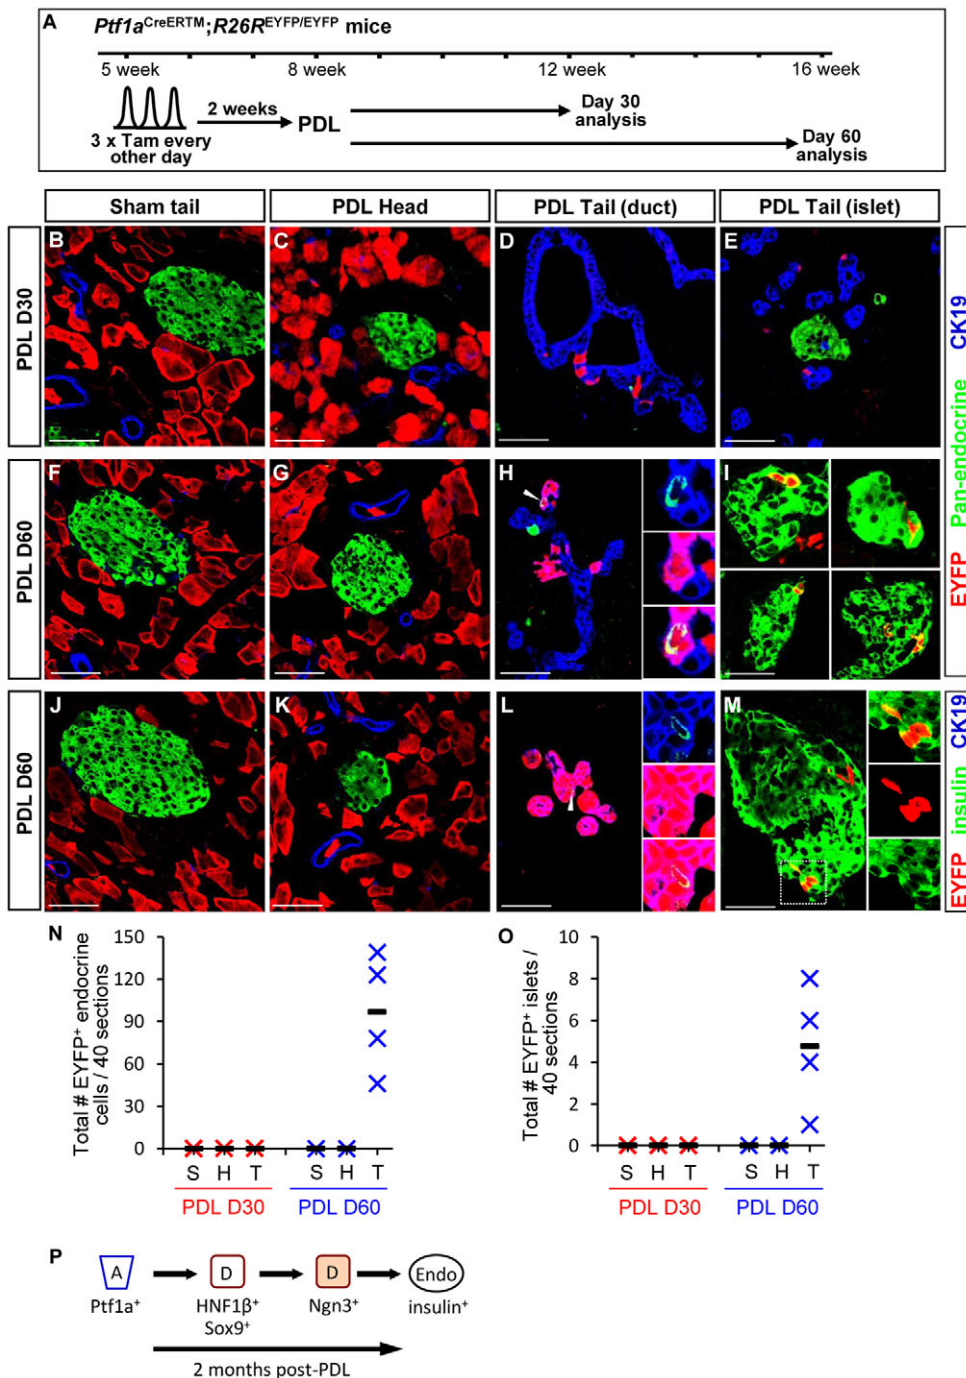 A
Ptf1aCreERTM;R26REYFP/EYFP mice
5 week 8 week 12 week 16 week
2 weeks
PDL
Day 30
analysis
3 x Tam every
other day
Day 60
analysis
Sham tail PDL Head PDL Tail (duct) PDL Tail (islet)
PDL D30
B C D E
PDL D60
F G H I
EYFP Pan-endocrine CK19
PDL D60
J K L M
EYFP insulin CK19
N
Total # EYFP+ endocrine
cells / 40 sections
150
120
90
60
30
0
S H T S H T
PDL D30 PDL D60
O
Total # EYFP+ islets /
40 sections
10
8
6
4
2
0
S H T S H T
PDL D30 PDL D60
P
A D D Endo
Ptf1a+ HNF1β+ Ngn3+ insulin+
Sox9+
2 months post-PDL